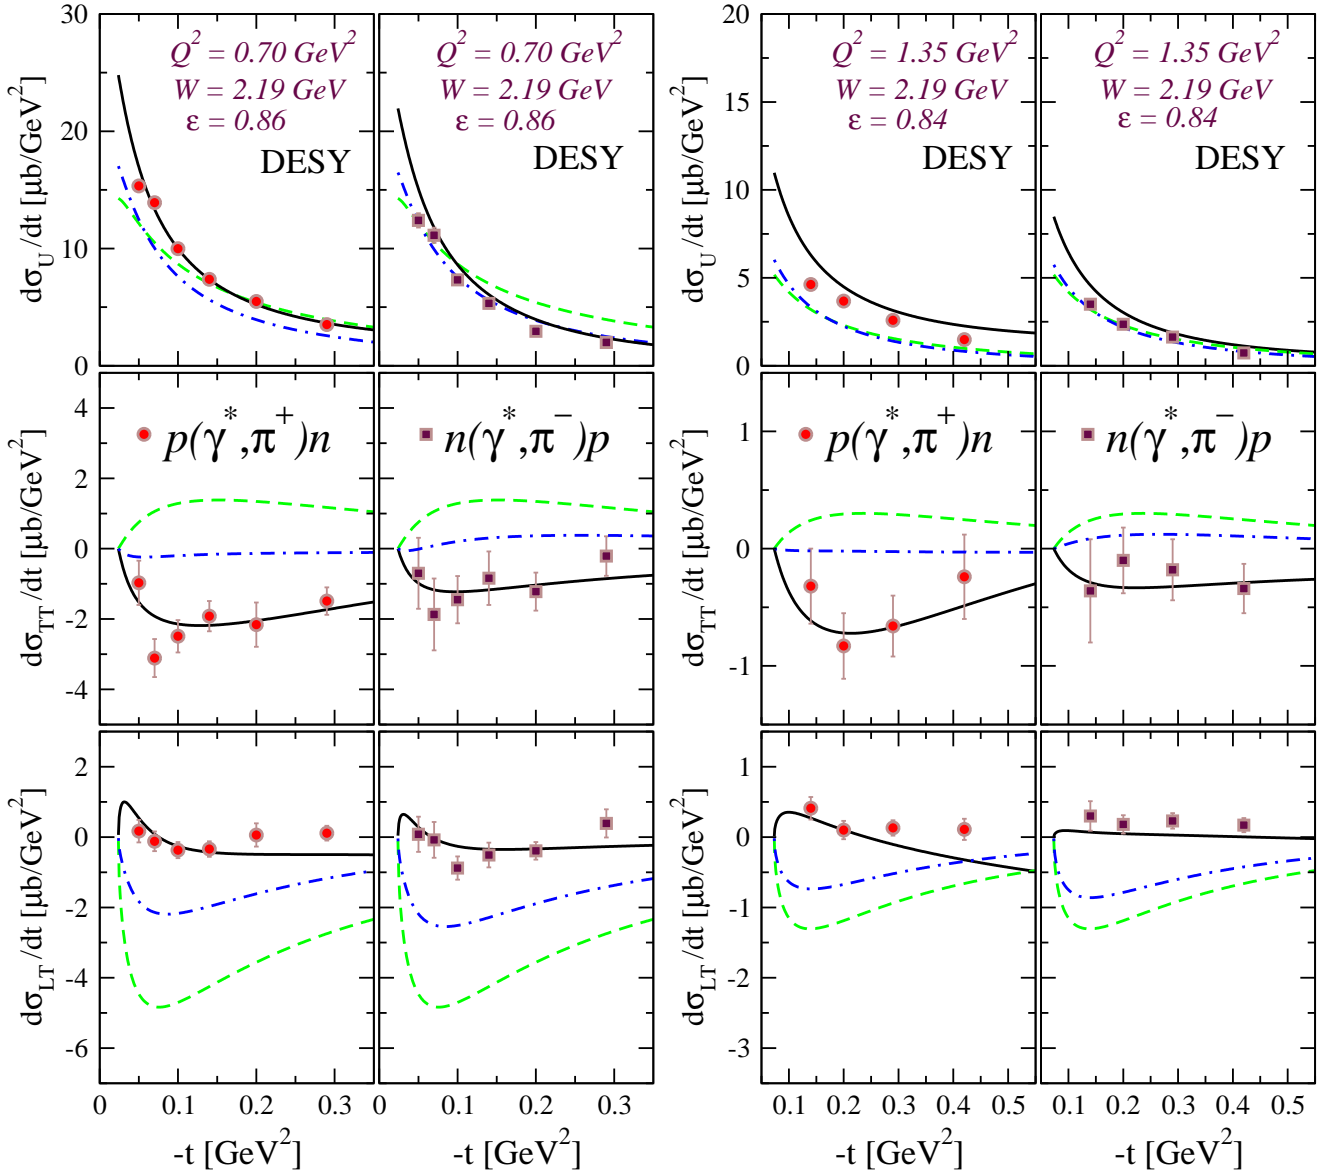 30
20
10
0
dσ_U/dt [μb/GeV²]
Q² = 0.70 GeV²
W = 2.19 GeV
ε = 0.86
DESY
Q² = 0.70 GeV²
W = 2.19 GeV
ε = 0.86
DESY
20
15
10
5
0
dσ_U/dt [μb/GeV²]
Q² = 1.35 GeV²
W = 2.19 GeV
ε = 0.84
DESY
Q² = 1.35 GeV²
W = 2.19 GeV
ε = 0.84
DESY
4
2
0
-2
-4
dσ_TT/dt [μb/GeV²]
p(γ*,π⁺)n
n(γ*,π⁻)p
1
0
-1
dσ_TT/dt [μb/GeV²]
p(γ*,π⁺)n
n(γ*,π⁻)p
2
0
-2
-4
-6
dσ_LT/dt [μb/GeV²]
1
0
-1
-2
-3
dσ_LT/dt [μb/GeV²]
0 0.1 0.2 0.3
0 0.1 0.2 0.3
0.1 0.2 0.3 0.4 0.5
0.1 0.2 0.3 0.4 0.5
-t [GeV²]
-t [GeV²]
-t [GeV²]
-t [GeV²]